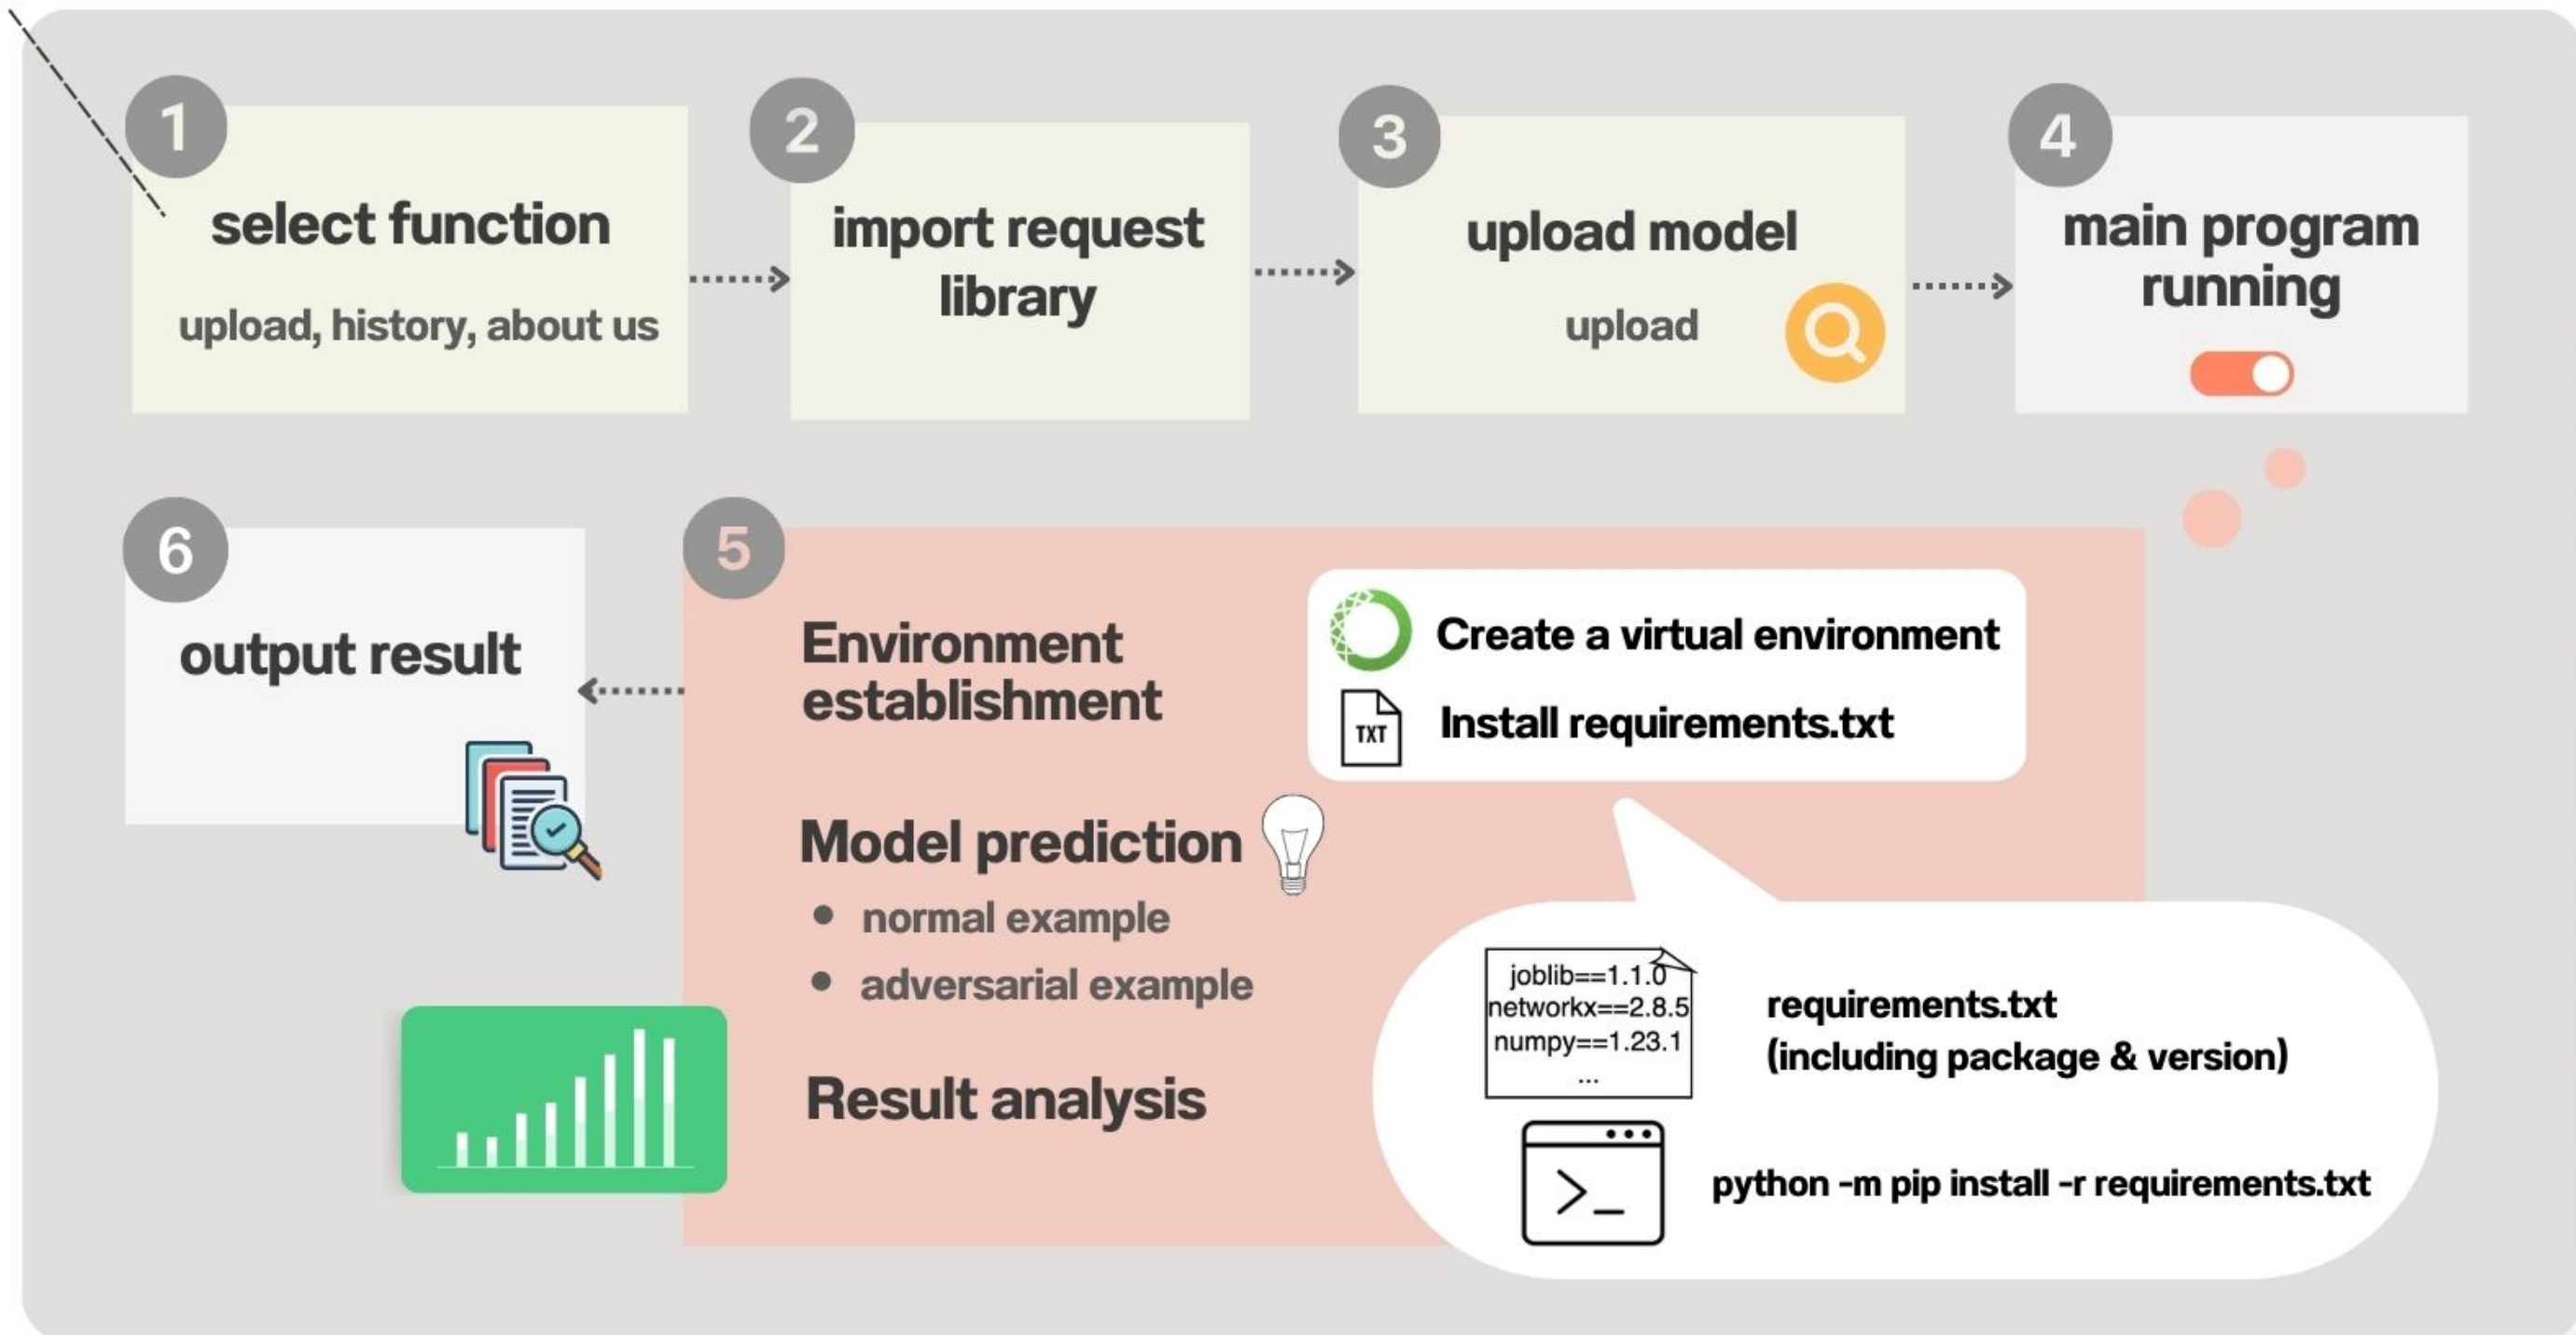 1
select function
upload, history, about us
2
import request
library
3
upload model
upload
4
main program
running
5
Environment
establishment
Create a virtual environment
TXT
Install requirements.txt
Model prediction
• normal example
• adversarial example
Result analysis
joblib==1.1.0
networkx==2.8.5
numpy==1.23.1
...
requirements.txt
(including package & version)
>_
python -m pip install -r requirements.txt
6
output result